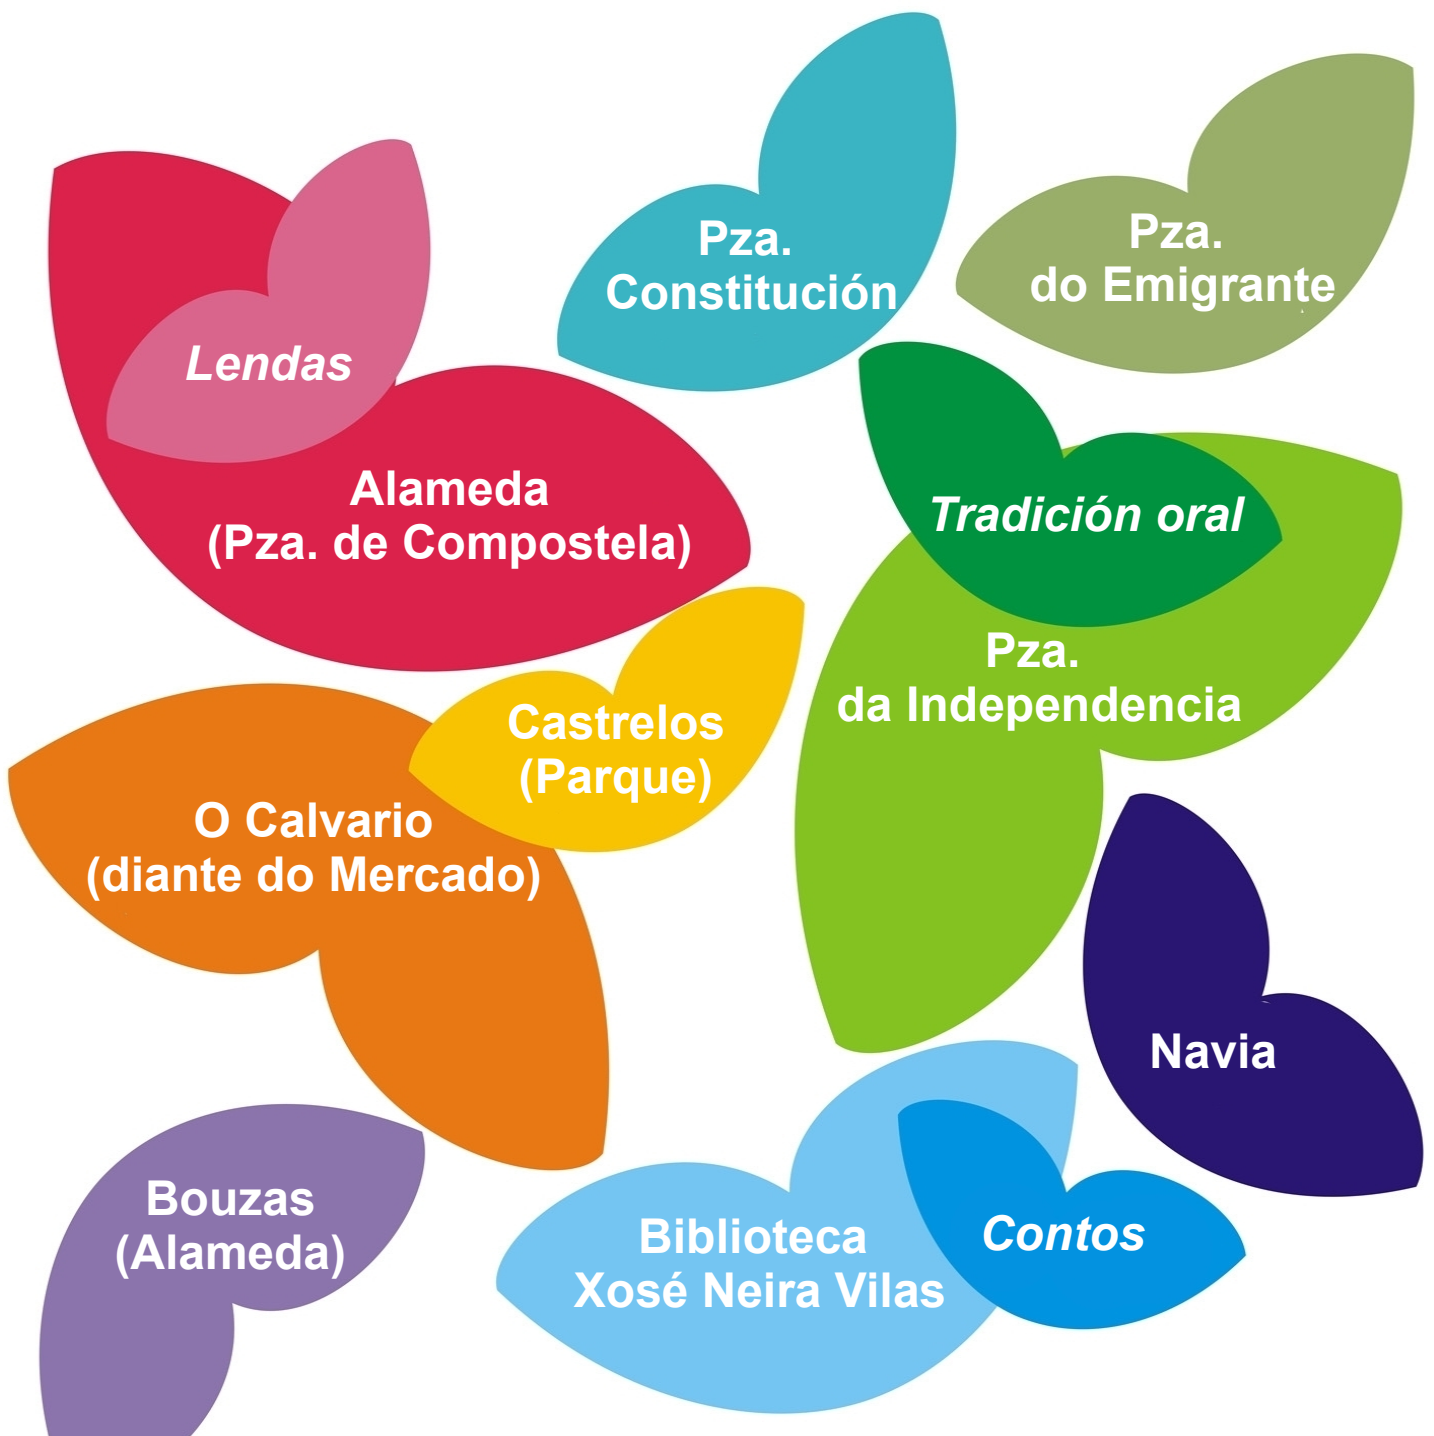 Pza.
Constitución
Pza.
do Emigrante
Lendas
Alameda
(Pza. de Compostela)
Tradición oral
Pza.
da Independencia
Castrelos
(Parque)
O Calvario
(diante do Mercado)
Navia
Bouzas
(Alameda)
Biblioteca
Xosé Neira Vilas
Contos